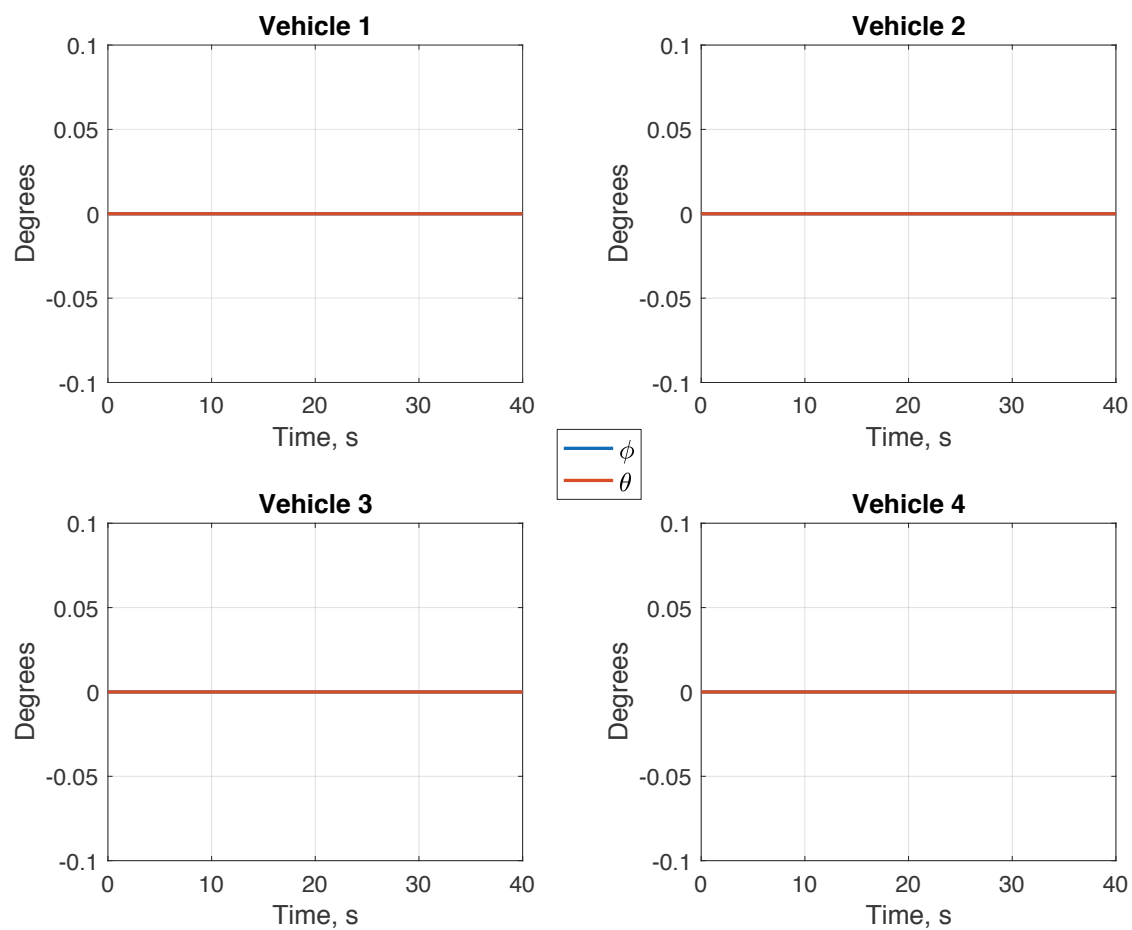 Vehicle 1
Degrees
0.1
0.05
0
-0.05
-0.1
0 10 20 30 40
Time, s
Vehicle 2
Degrees
0.1
0.05
0
-0.05
-0.1
0 10 20 30 40
Time, s
ϕ
θ
Vehicle 3
Degrees
0.1
0.05
0
-0.05
-0.1
0 10 20 30 40
Time, s
Vehicle 4
Degrees
0.1
0.05
0
-0.05
-0.1
0 10 20 30 40
Time, s